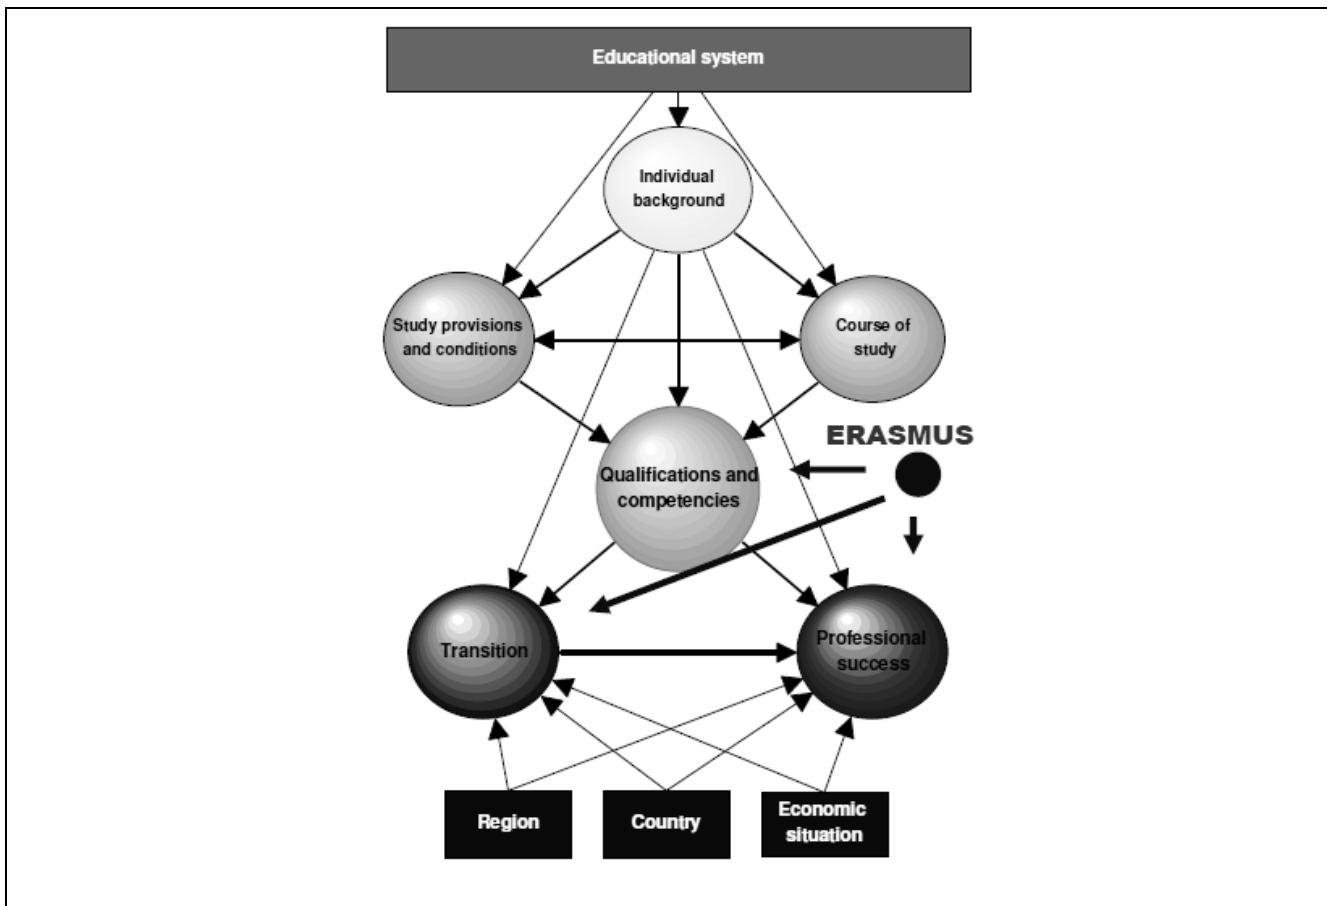 Educational system
Individual
background
Study provisions
and conditions
Course of
study
ERASMUS
Qualifications and
competencies
Transition
Professional
success
Region
Country
Economic
situation